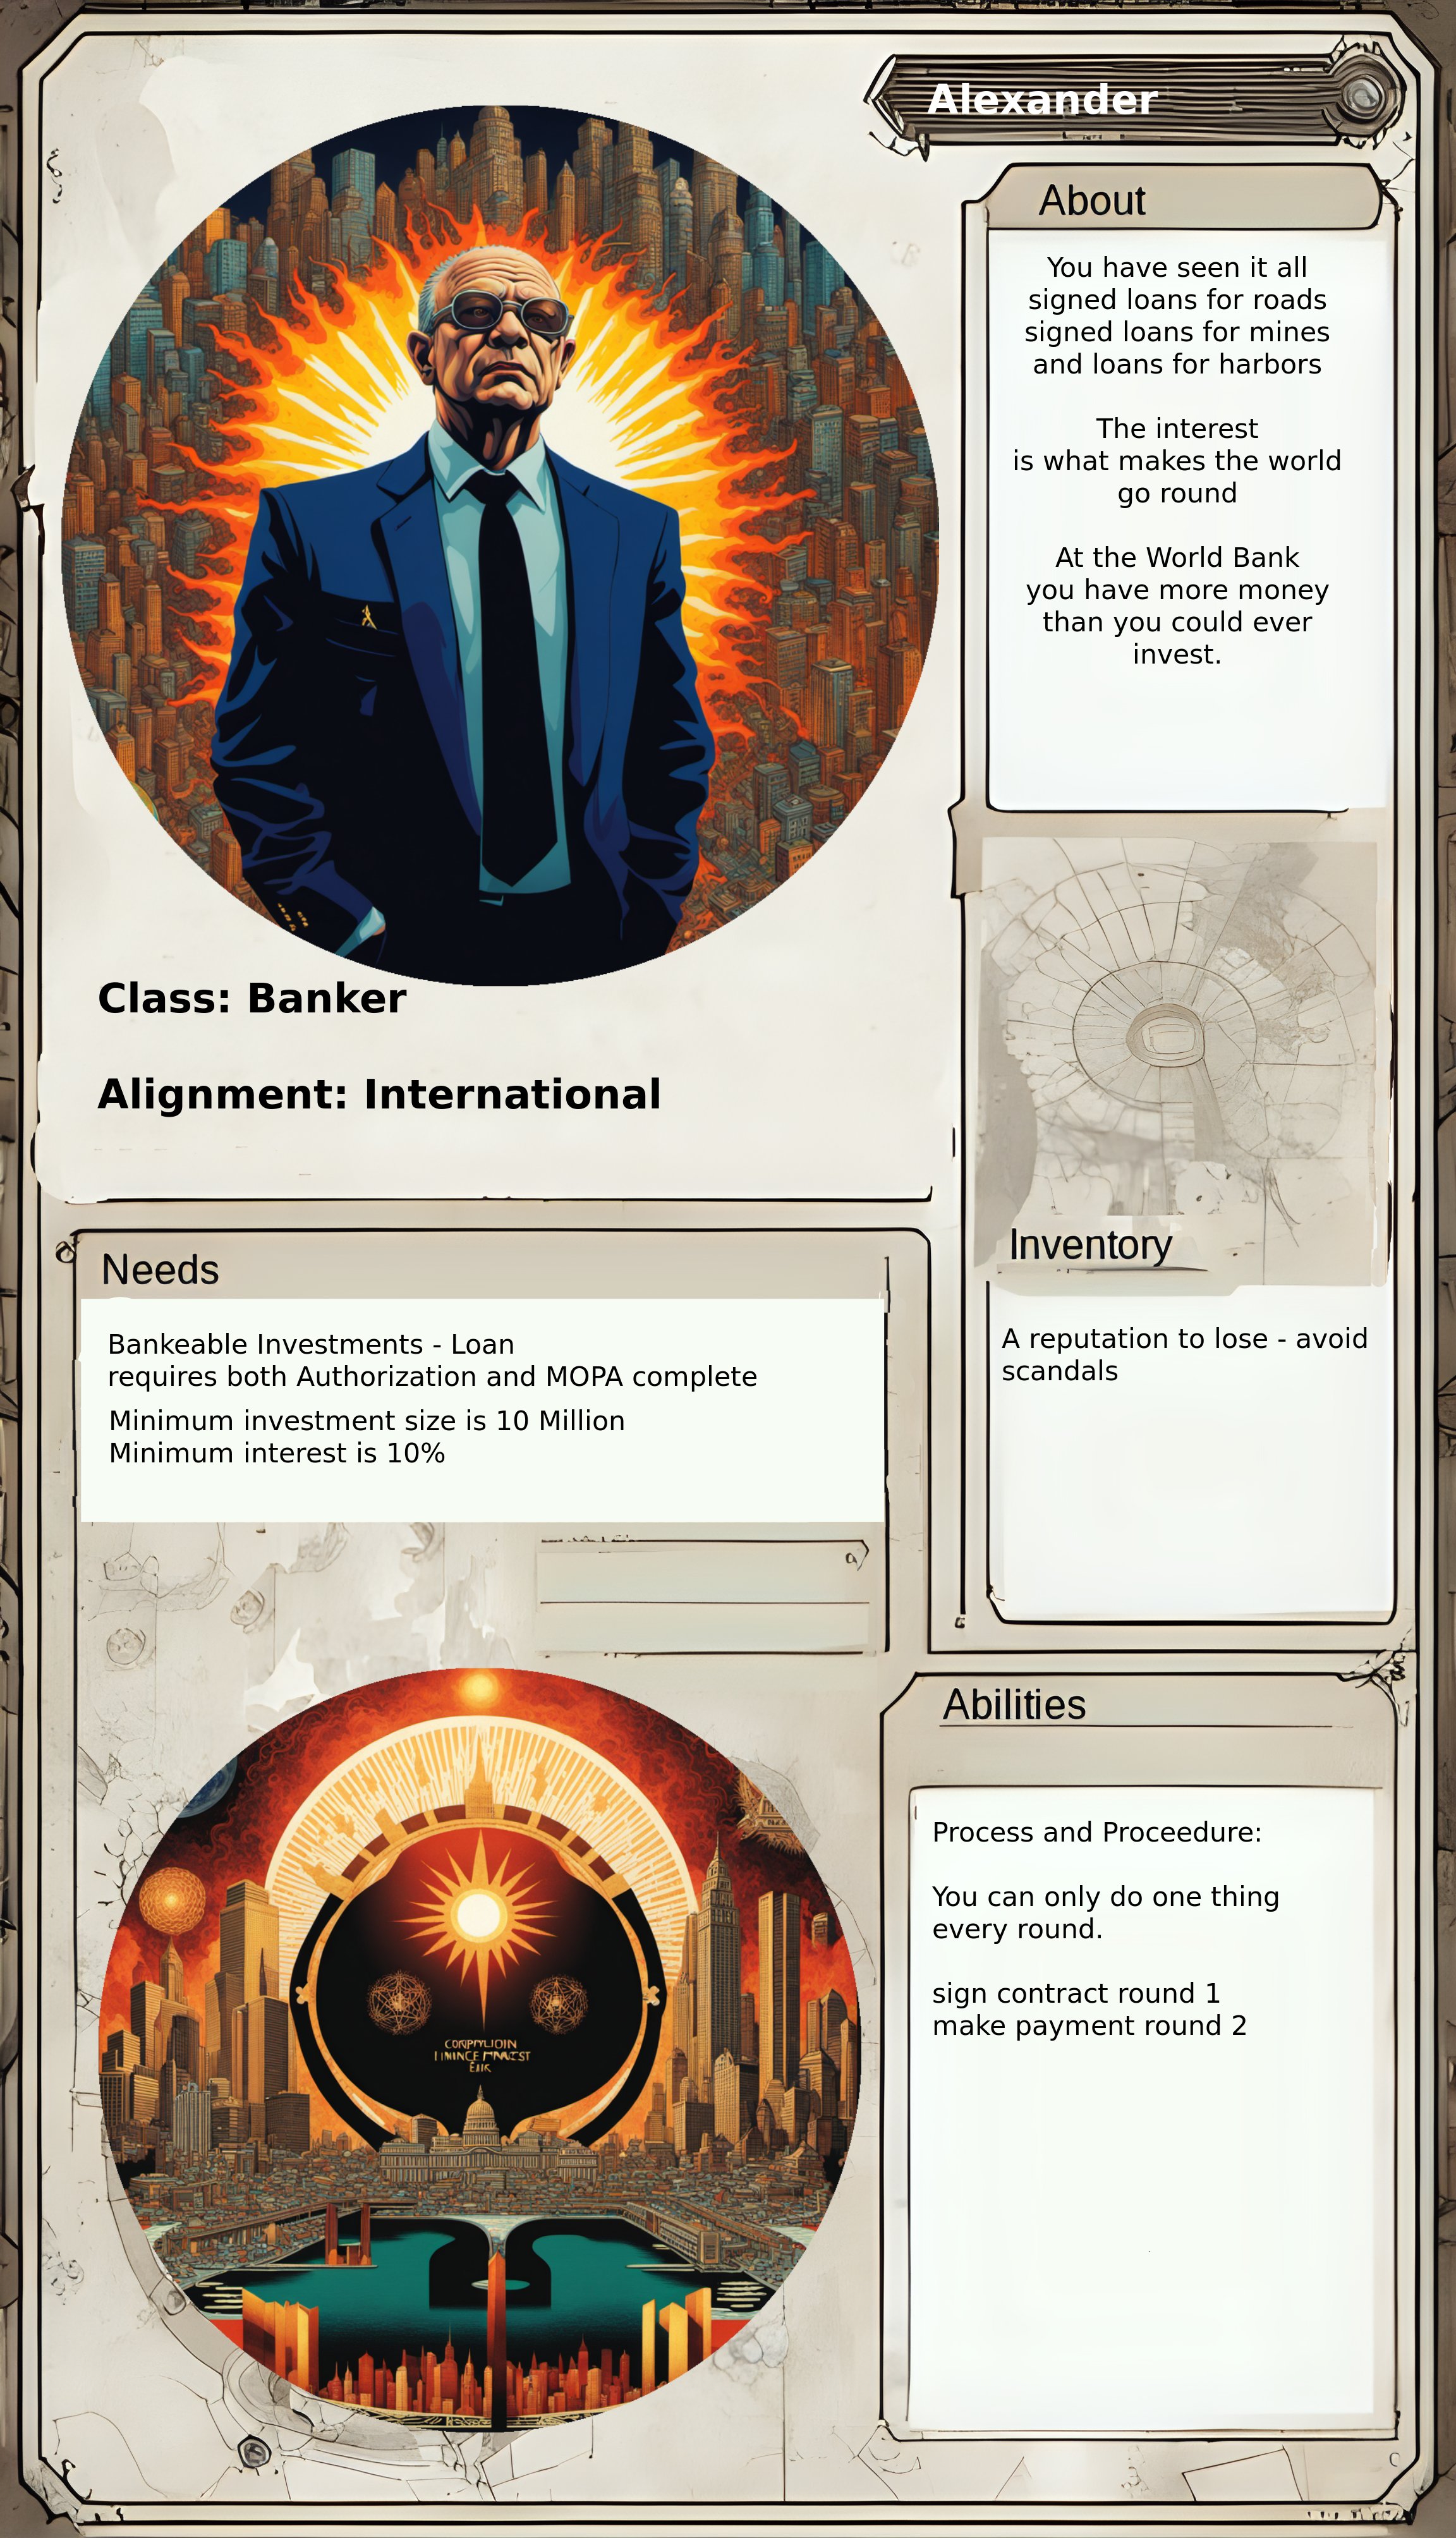 Alexander
About
You have seen it all
signed loans for roads
signed loans for mines
and loans for harbors
The interest
is what makes the world
go round
At the World Bank
you have more money
than you could ever
invest.
Class: Banker
Alignment: International
Inventory
A reputation to lose - avoid
scandals
Needs
Bankeable Investments - Loan
requires both Authorization and MOPA complete
Minimum investment size is 10 Million
Minimum interest is 10%
Abilities
Process and Proceedure:
You can only do one thing
every round.
sign contract round 1
make payment round 2